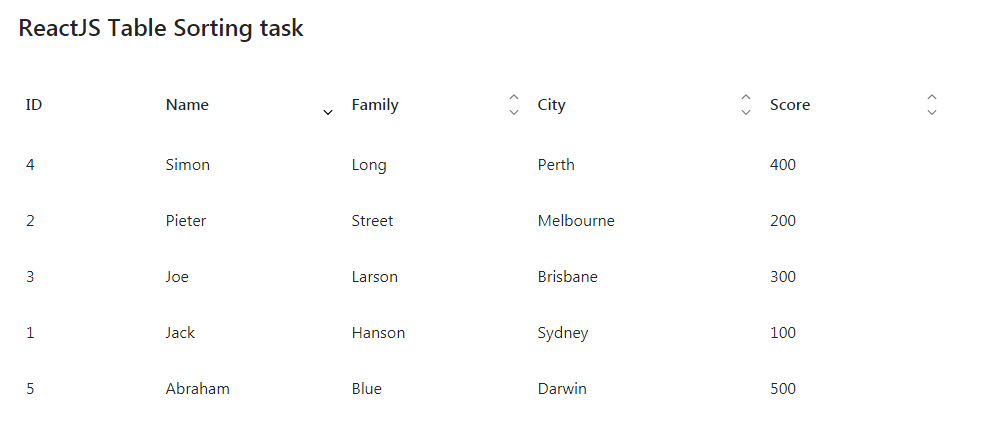 ReactJS Table Sorting task
ID Name Family City Score
4 Simon Long Perth 400
2 Pieter Street Melbourne 200
3 Joe Larson Brisbane 300
1 Jack Hanson Sydney 100
5 Abraham Blue Darwin 500